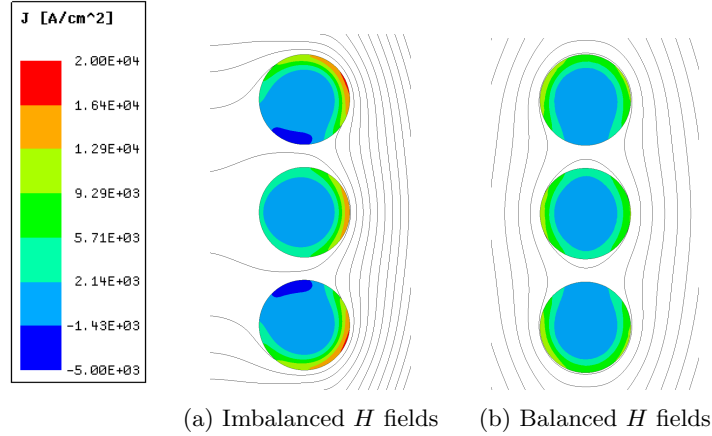 J [A/cm^2]
2.00E+04
1.64E+04
1.29E+04
9.29E+03
5.71E+03
2.14E+03
-1.43E+03
-5.00E+03
(a) Imbalanced H fields
(b) Balanced H fields